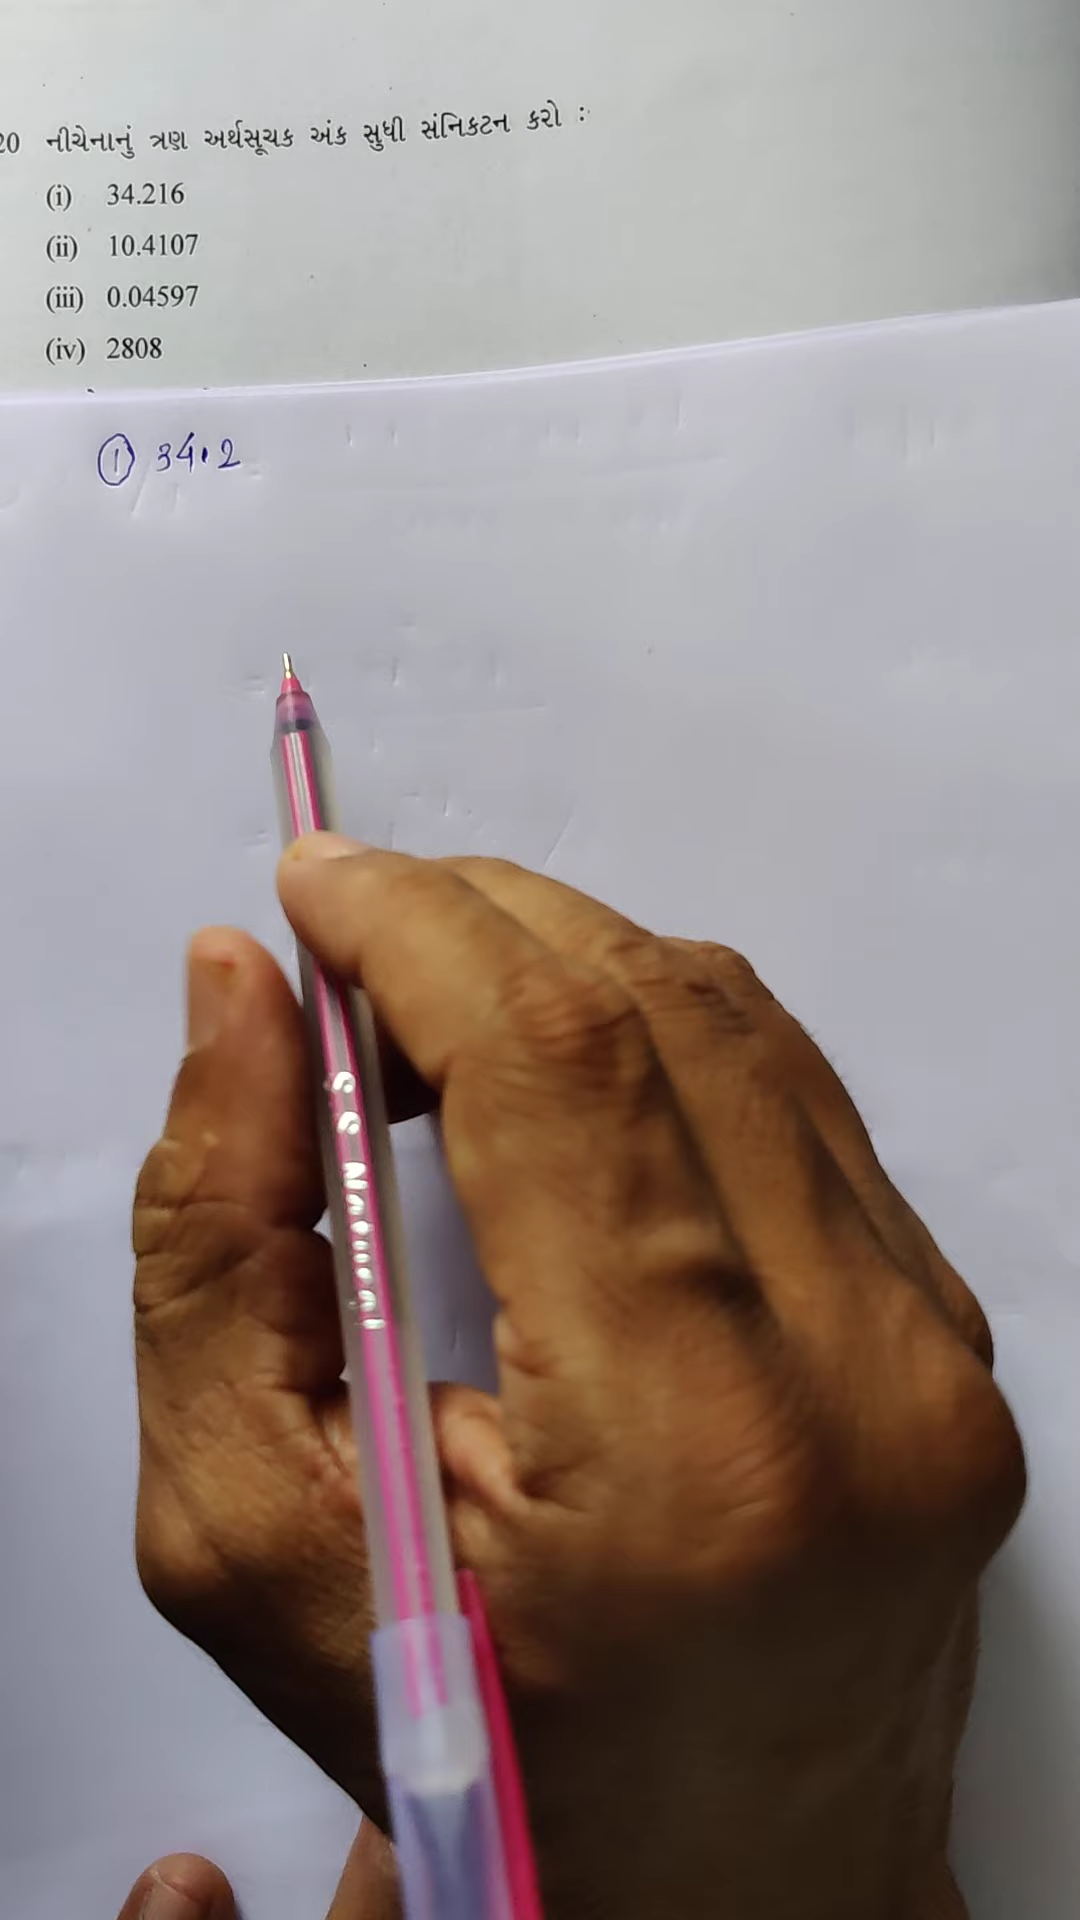 20 નીચેનાનું ત્રણ અર્થસૂચક અંક સુધી સંનિકટન કરો :
(i) 34.216
(ii) 10.4107
(iii) 0.04597
(iv) 2808
① 34.2
Natural